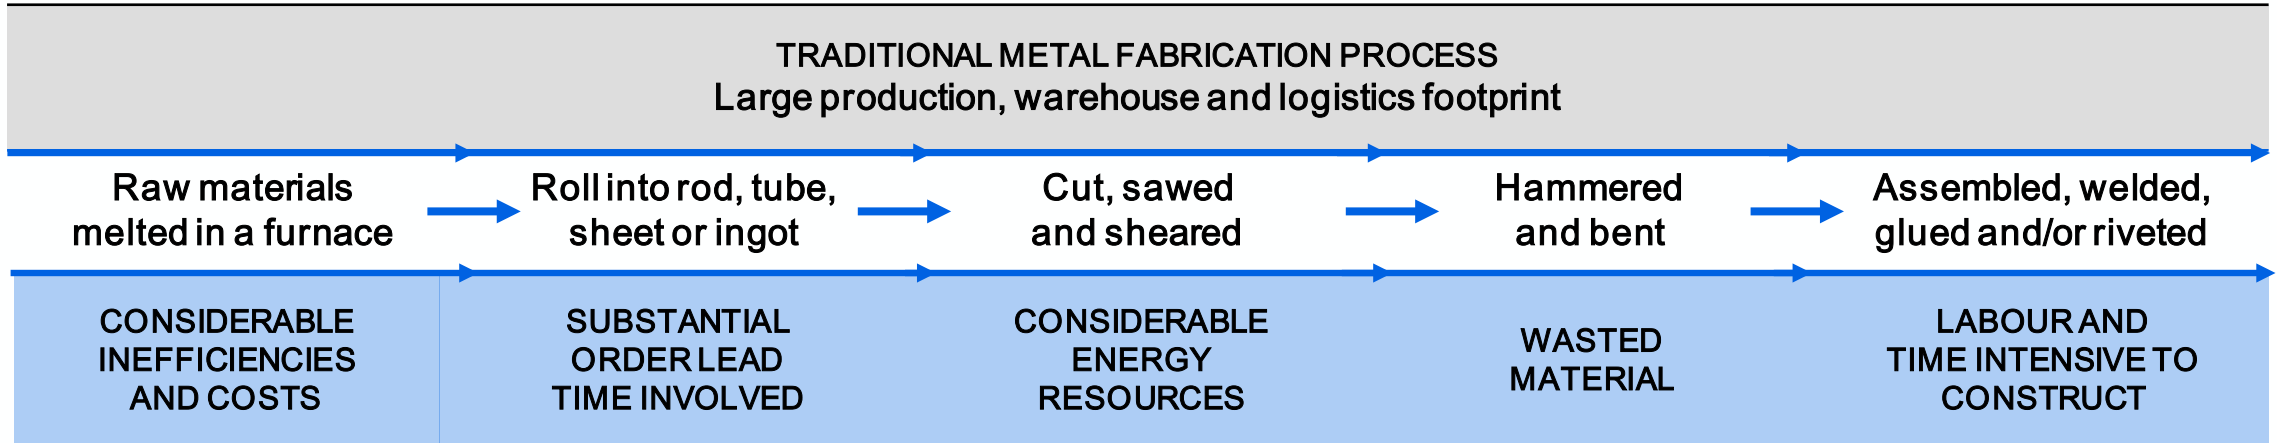 TRADITIONAL METAL FABRICATION PROCESS
Large production, warehouse and logistics footprint
Raw materials
melted in a furnace
Roll into rod, tube,
sheet or ingot
Cut, sawed
and sheared
Hammered
and bent
Assembled, welded,
glued and/or riveted
CONSIDERABLE
INEFFICIENCIES
AND COSTS
SUBSTANTIAL
ORDER LEAD
TIME INVOLVED
CONSIDERABLE
ENERGY
RESOURCES
WASTED
MATERIAL
LABOUR AND
TIME INTENSIVE TO
CONSTRUCT